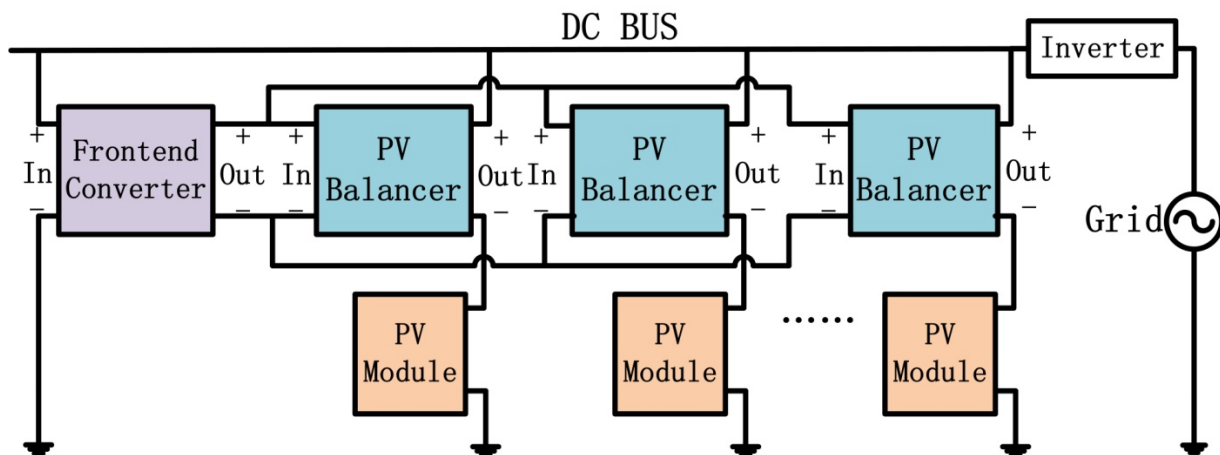 DC BUS
Inverter
+
Frontend
Converter
In
−
+
Out
−
+
In
−
PV
Balancer
+
Out
−
+
In
−
PV
Balancer
+
Out
−
+
In
−
PV
Balancer
+
Out
−
Grid
PV
Module
PV
Module
......
PV
Module